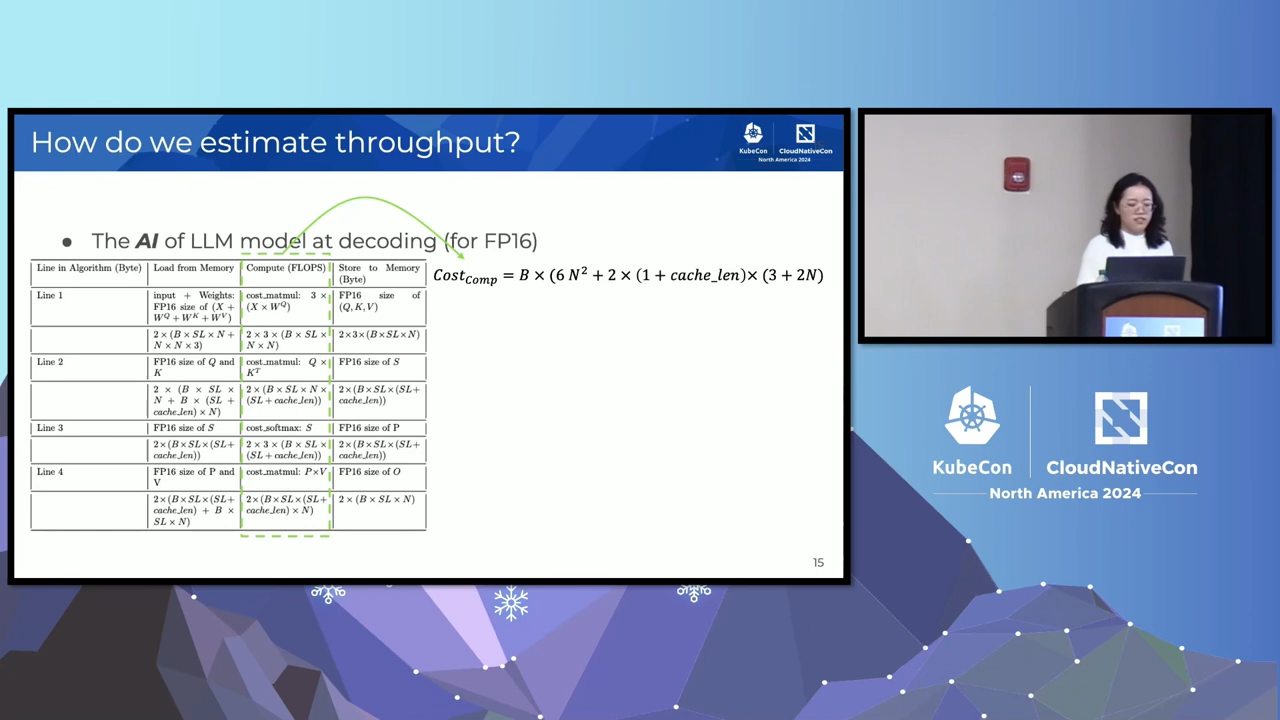 How do we estimate throughput?
KubeCon
CloudNativeCon
North America 2024
● The AI of LLM model at decoding (for FP16)
Line in Algorithm (Byte) | Load from Memory | Compute (FLOPS) | Store to Memory (Byte)
Line 1 | input + Weights: FP16 size of (X + W^Q + W^K + W^V) | cost_matmul: 3 × (X × W^Q) | FP16 size of (Q, K, V)
2 × (B × SL × N + N × N × 3) | 2 × 3 × (B × SL × N × N) | 2×3×(B×SL×N)
Line 2 | FP16 size of Q and K | cost_matmul: Q × K^T | FP16 size of S
2 × (B × SL × N + B × (SL + cache_len) × N) | 2 × (B × SL × N × (SL + cache_len)) | 2×(B×SL×(SL+ cache_len))
Line 3 | FP16 size of S | cost_softmax: S | FP16 size of P
2×(B×SL×(SL+ cache_len)) | 2 × 3 × (B × SL × (SL + cache_len)) | 2×(B×SL×(SL+ cache_len))
Line 4 | FP16 size of P and V | cost_matmul: P×V | FP16 size of O
2×(B×SL×(SL+ cache_len) + B × SL × N) | 2×(B×SL×(SL+ cache_len) × N) | 2 × (B × SL × N)
Cost_Comp = B × (6 N² + 2 × (1 + cache_len)× (3 + 2N)
15
KubeCon
CloudNativeCon
North America 2024